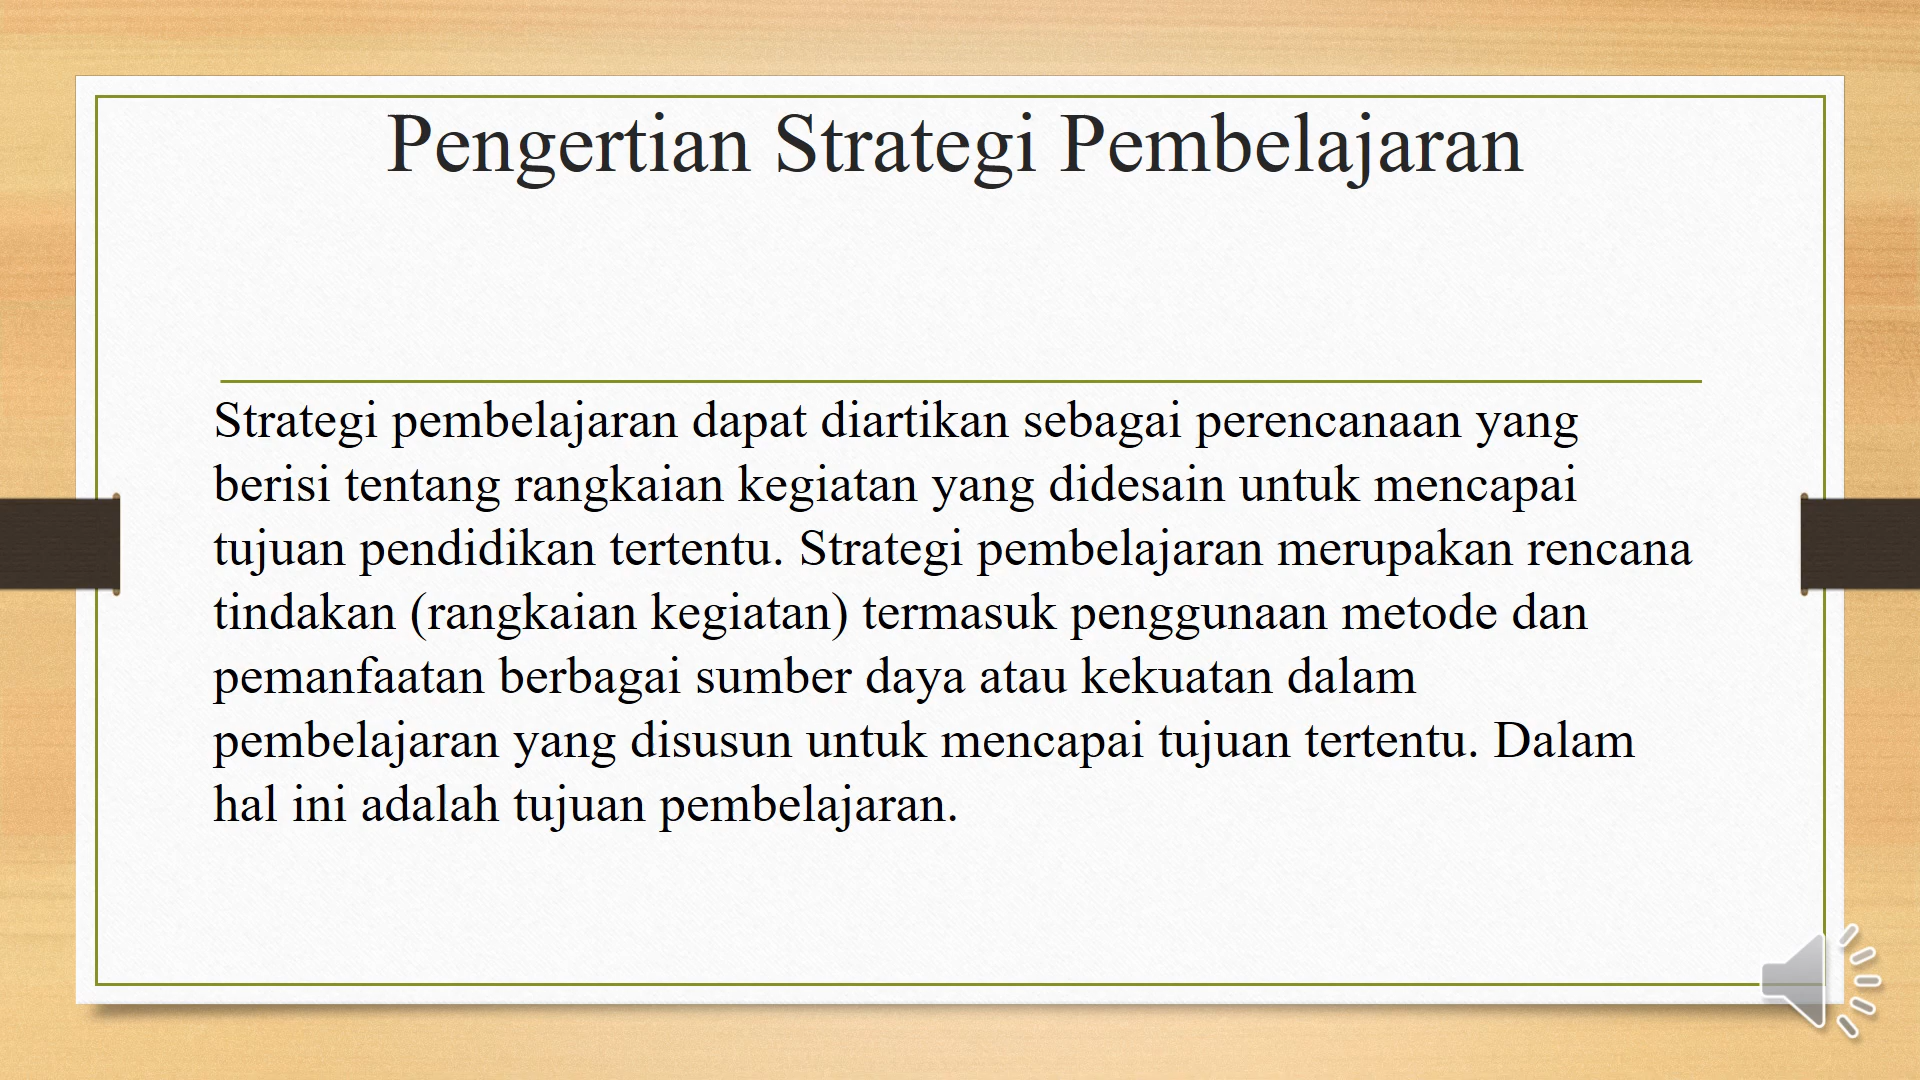 Pengertian Strategi Pembelajaran
Strategi pembelajaran dapat diartikan sebagai perencanaan yang
berisi tentang rangkaian kegiatan yang didesain untuk mencapai
tujuan pendidikan tertentu. Strategi pembelajaran merupakan rencana
tindakan (rangkaian kegiatan) termasuk penggunaan metode dan
pemanfaatan berbagai sumber daya atau kekuatan dalam
pembelajaran yang disusun untuk mencapai tujuan tertentu. Dalam
hal ini adalah tujuan pembelajaran.